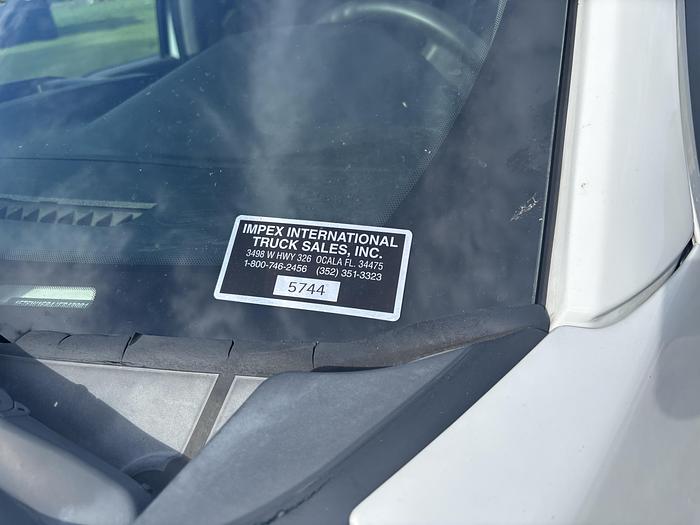 IMPEX INTERNATIONAL
TRUCK SALES, INC.
3498 W HWY 326 OCALA FL. 34475
1-800-746-2456 (352) 351-3323
5744